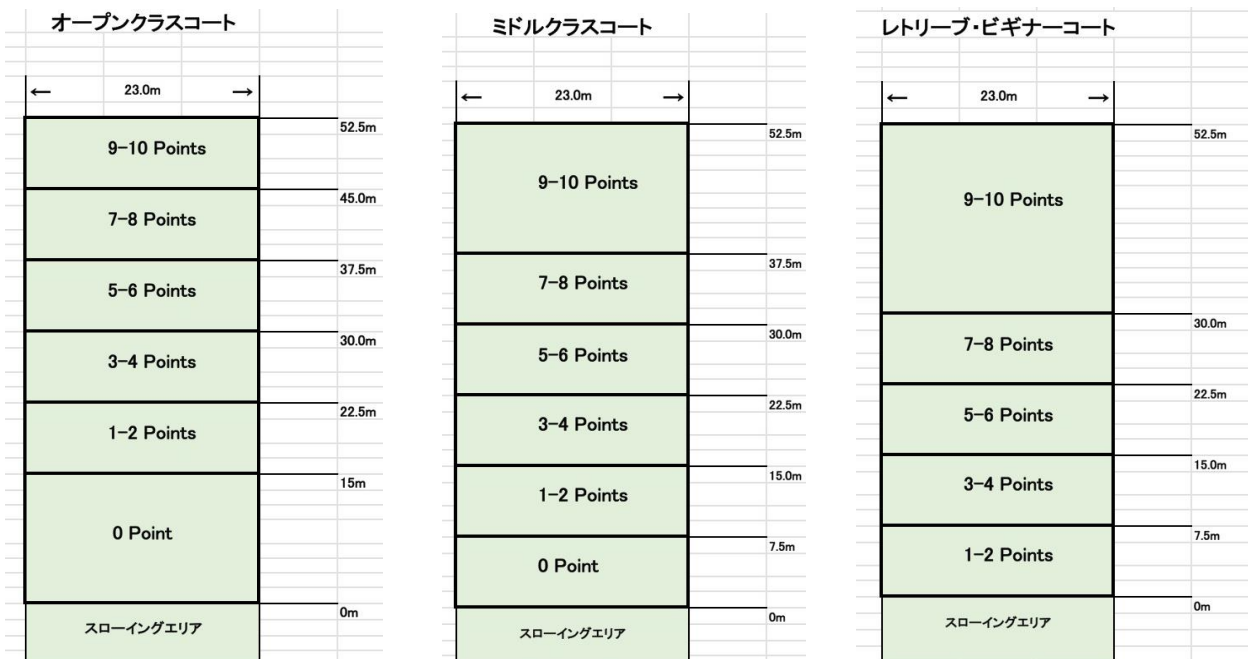 オープンクラスコート
← 23.0m →
52.5m
9-10 Points
45.0m
7-8 Points
37.5m
5-6 Points
30.0m
3-4 Points
22.5m
1-2 Points
15m
0 Point
0m
スローイングエリア
ミドルクラスコート
← 23.0m →
52.5m
9-10 Points
37.5m
7-8 Points
30.0m
5-6 Points
22.5m
3-4 Points
15.0m
1-2 Points
7.5m
0 Point
0m
スローイングエリア
レトリーブ・ビギナーコート
← 23.0m →
52.5m
9-10 Points
30.0m
7-8 Points
22.5m
5-6 Points
15.0m
3-4 Points
7.5m
1-2 Points
0m
スローイングエリア